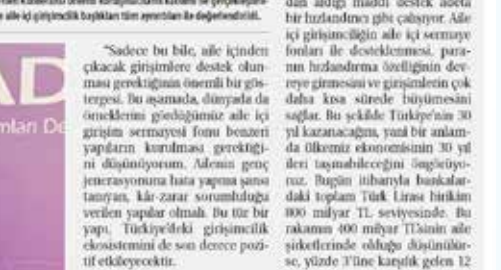 e aile içi girişimcilik başlıkları tüm ayrıntıları ile değerlendirildi.
AD
mları De
"Sadece bu bile, aile içinden
çıkacak girişimlere destek olun-
ması gerektiğinin önemli bir gös-
tergesi. Bu aşamada, dünyada da
örneklerini gördüğümüz aile içi
girişim sermayesi fonu benzeri
yapıların kurulması gerektiği-
ni düşünüyorum. Ailenin genç
jenerasyonuna hata yapma şansı
tanıyan, kâr-zarar sorumluluğu
verilen yapılar olmalı. Bu tür bir
yapı, Türkiye'deki girişimcilik
ekosistemini de son derece pozi-
tif etkileyecektir.
dan aldığı maddi destek adeta
bir hızlandırıcı gibi çalışıyor. Aile
içi girişimciliğin aile içi sermaye
fonları ile desteklenmesi, para-
nın hızlandırma özelliğinin dev-
reye girmesini ve girişimlerin çok
daha kısa sürede büyümesini
sağlar. Bu şekilde Türkiye'nin 30
yıl kazanacağını, yani bir anlam-
da ülkemiz ekonomisinin 30 yıl
ileri taşınabileceğini öngörüyo-
ruz. Bugün itibarıyla bankalar-
daki toplam Türk Lirası birikim
800 milyar TL seviyesinde. Bu
rakamın 400 milyar TL'sinin aile
şirketlerinde olduğu düşünülür-
se, yüzde 3'üne karşılık gelen 12